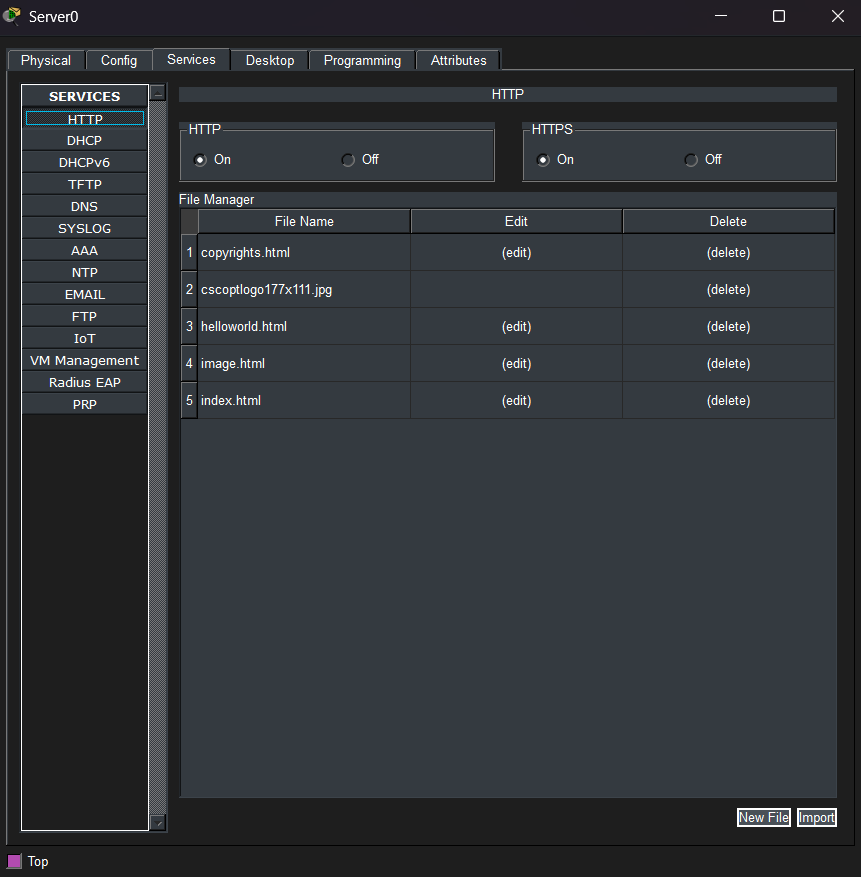 Server0
Physical Config Services Desktop Programming Attributes
SERVICES
HTTP
DHCP
DHCPv6
TFTP
DNS
SYSLOG
AAA
NTP
EMAIL
FTP
IoT
VM Management
Radius EAP
PRP
HTTP
HTTP
On Off
HTTPS
On Off
File Manager
File Name Edit Delete
1 copyrights.html (edit) (delete)
2 cscoptlogo177x111.jpg (delete)
3 helloworld.html (edit) (delete)
4 image.html (edit) (delete)
5 index.html (edit) (delete)
New File Import
Top